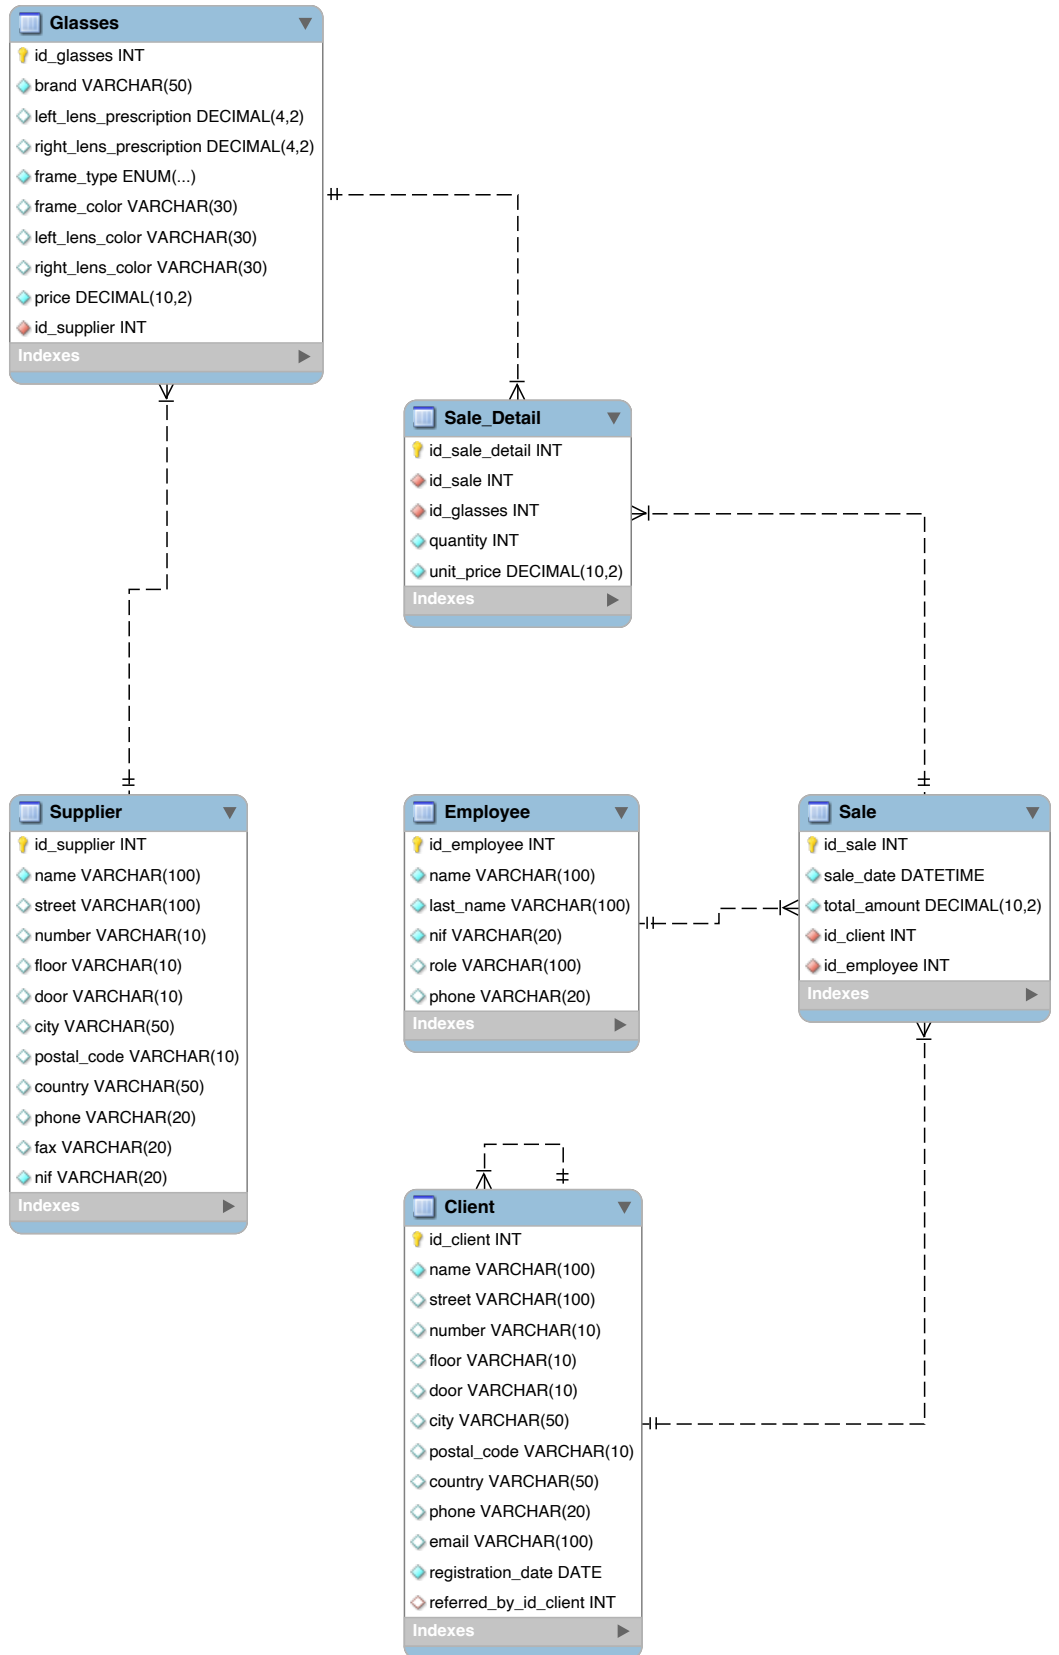 Glasses
id_glasses INT
brand VARCHAR(50)
left_lens_prescription DECIMAL(4,2)
right_lens_prescription DECIMAL(4,2)
frame_type ENUM(...)
frame_color VARCHAR(30)
left_lens_color VARCHAR(30)
right_lens_color VARCHAR(30)
price DECIMAL(10,2)
id_supplier INT
Indexes
Sale_Detail
id_sale_detail INT
id_sale INT
id_glasses INT
quantity INT
unit_price DECIMAL(10,2)
Indexes
Supplier
id_supplier INT
name VARCHAR(100)
street VARCHAR(100)
number VARCHAR(10)
floor VARCHAR(10)
door VARCHAR(10)
city VARCHAR(50)
postal_code VARCHAR(10)
country VARCHAR(50)
phone VARCHAR(20)
fax VARCHAR(20)
nif VARCHAR(20)
Indexes
Employee
id_employee INT
name VARCHAR(100)
last_name VARCHAR(100)
nif VARCHAR(20)
role VARCHAR(100)
phone VARCHAR(20)
Indexes
Sale
id_sale INT
sale_date DATETIME
total_amount DECIMAL(10,2)
id_client INT
id_employee INT
Indexes
Client
id_client INT
name VARCHAR(100)
street VARCHAR(100)
number VARCHAR(10)
floor VARCHAR(10)
door VARCHAR(10)
city VARCHAR(50)
postal_code VARCHAR(10)
country VARCHAR(50)
phone VARCHAR(20)
email VARCHAR(100)
registration_date DATE
referred_by_id_client INT
Indexes